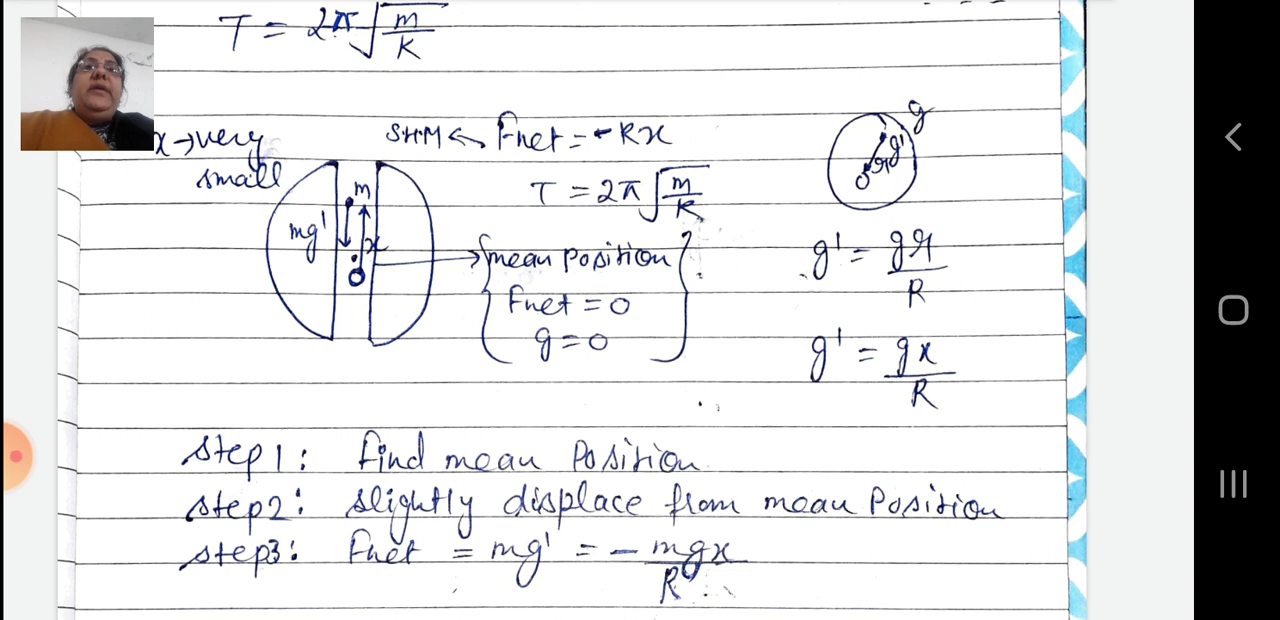 T = 2π√(m/K)
x → very small
SHM ← Fnet = -Kx
T = 2π√(m/K)
g
g'
r
O
m
mg'
x
O
→ {mean position}
Fnet = 0
g = 0
g' = gr/R
g' = gx/R
Step 1: Find mean Position
Step 2: Slightly displace from mean Position
Step 3: Fnet = mg' = - mgx/R